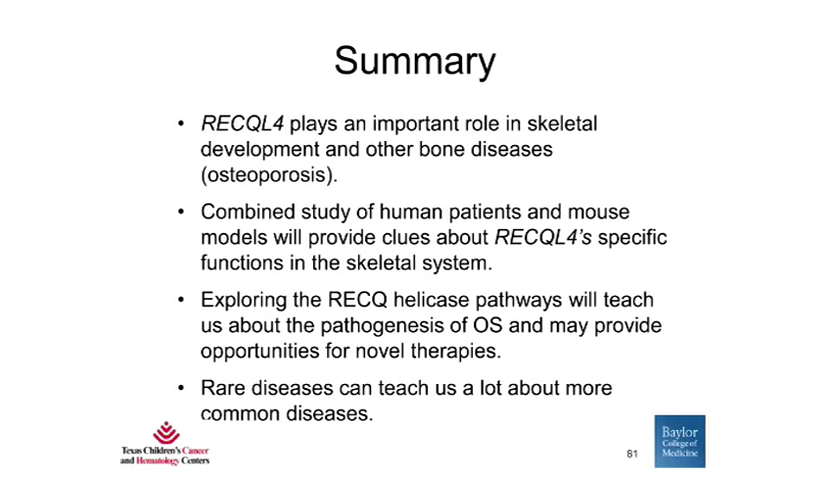 Summary
• RECQL4 plays an important role in skeletal
development and other bone diseases
(osteoporosis).
• Combined study of human patients and mouse
models will provide clues about RECQL4’s specific
functions in the skeletal system.
• Exploring the RECQ helicase pathways will teach
us about the pathogenesis of OS and may provide
opportunities for novel therapies.
• Rare diseases can teach us a lot about more
common diseases.
Texas Children's Cancer
and Hematology Centers
81
Baylor
College of
Medicine